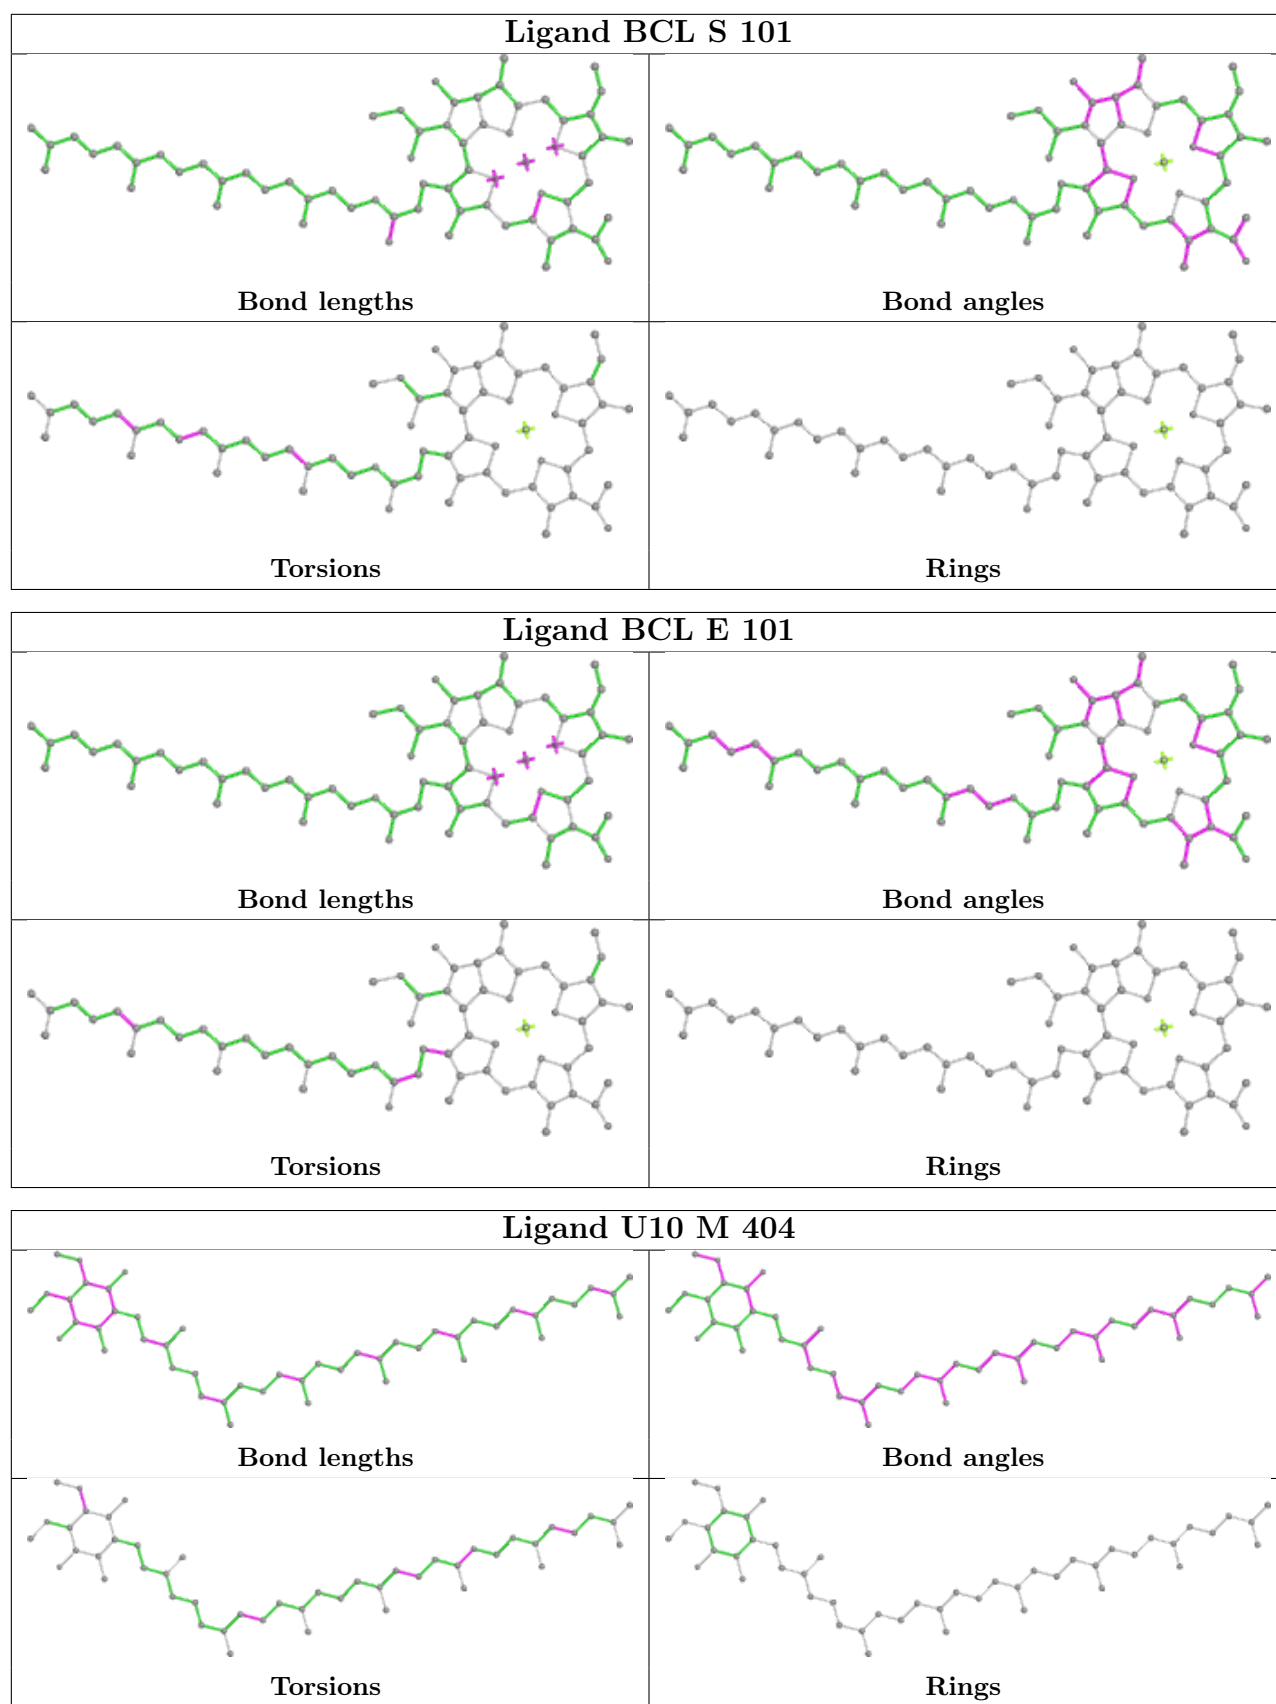 Ligand BCL S 101
Bond lengths
Bond angles
Torsions
Rings
Ligand BCL E 101
Bond lengths
Bond angles
Torsions
Rings
Ligand U10 M 404
Bond lengths
Bond angles
Torsions
Rings